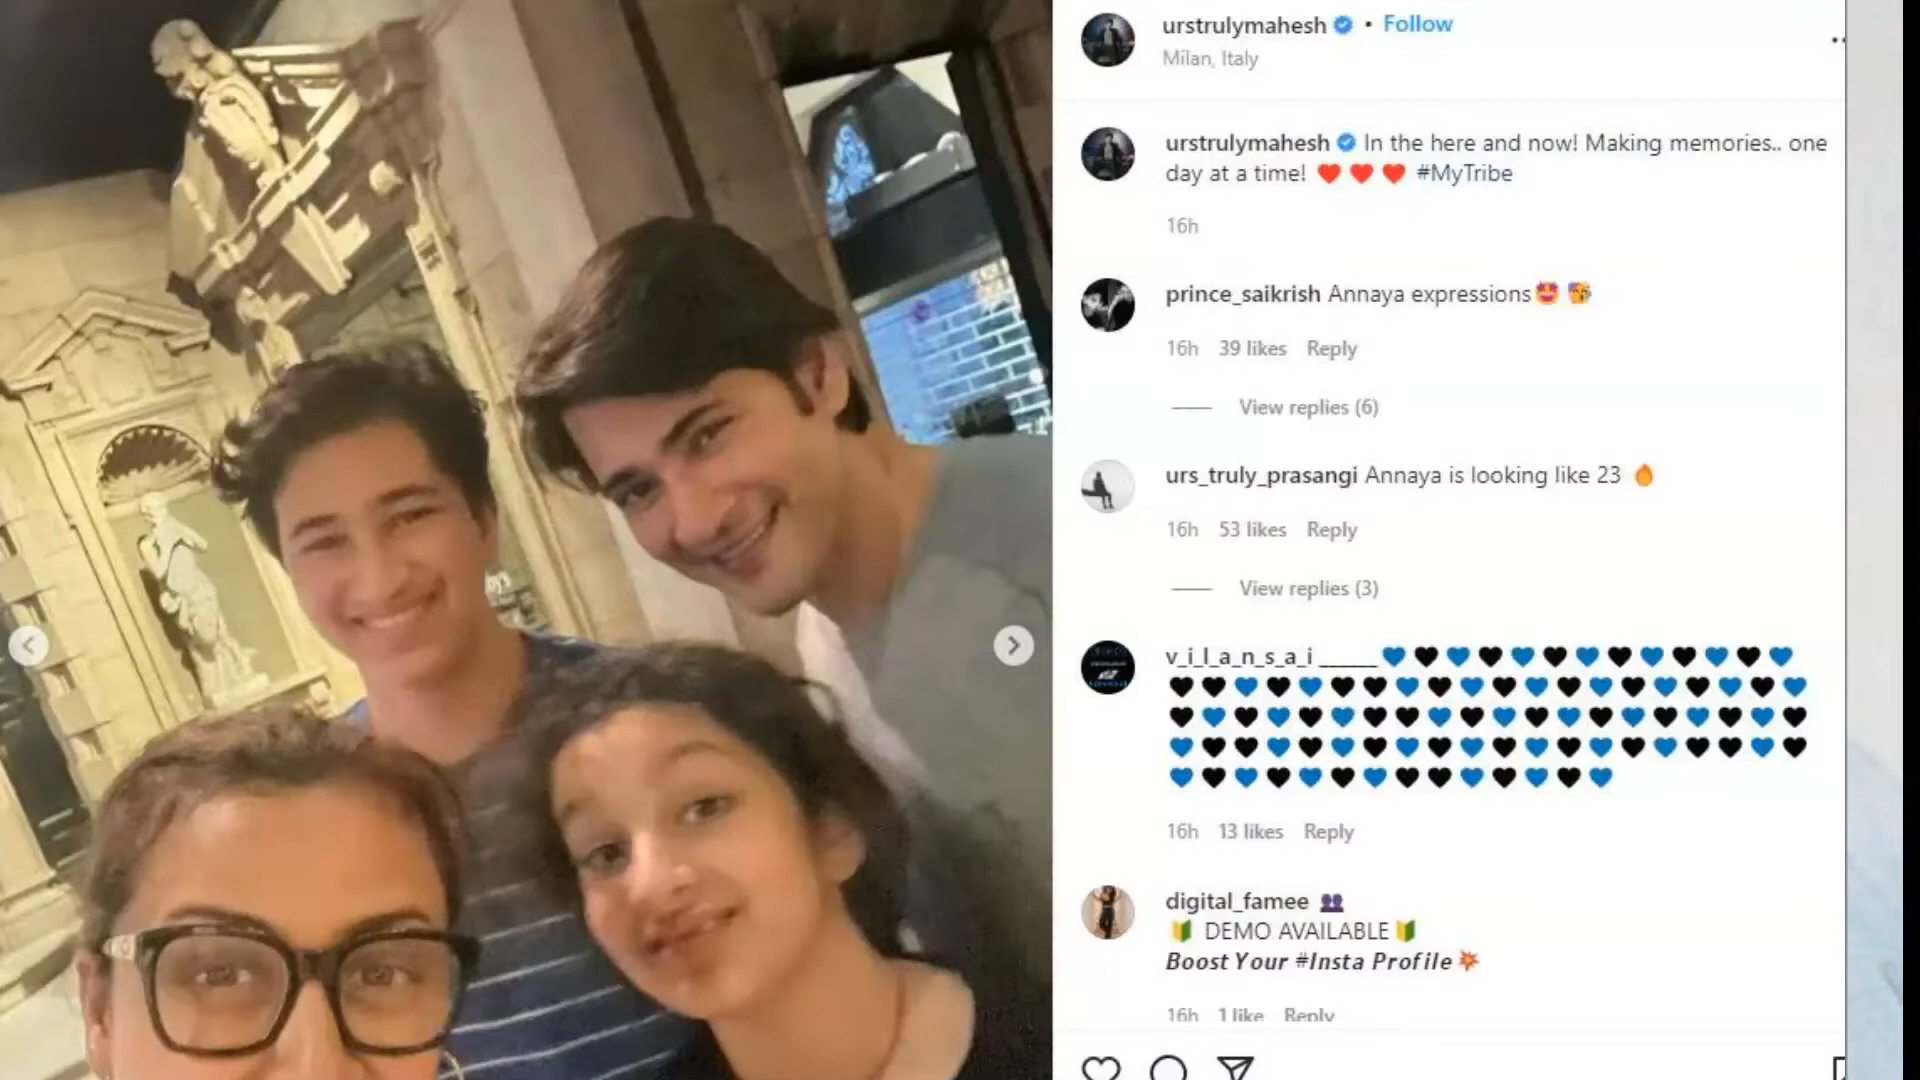 urstrulymahesh • Follow
Milan, Italy
urstrulymahesh In the here and now! Making memories.. one
day at a time! ❤️ ❤️ ❤️ #MyTribe
16h
prince_saikrish Annaya expressions🤩 🥳
16h 39 likes Reply
View replies (6)
urs_truly_prasangi Annaya is looking like 23 🔥
16h 53 likes Reply
View replies (3)
v_i_l_a_n_s_a_i ______ 💙🖤💙🖤💙🖤💙🖤💙🖤💙🖤💙
🖤🖤💙🖤💙🖤🖤💙🖤💙🖤💙🖤💙🖤💙🖤💙🖤💙
🖤💙🖤💙🖤💙🖤🖤💙🖤💙🖤💙🖤💙🖤💙🖤💙🖤
💙🖤🖤💙🖤💙🖤💙🖤💙🖤💙🖤💙🖤💙🖤🖤💙🖤
💙🖤💙🖤💙🖤💙🖤🖤💙🖤💙🖤💙
16h 13 likes Reply
digital_famee 👥
🔰 DEMO AVAILABLE🔰
Boost Your #Insta Profile💥
16h 1 like Reply